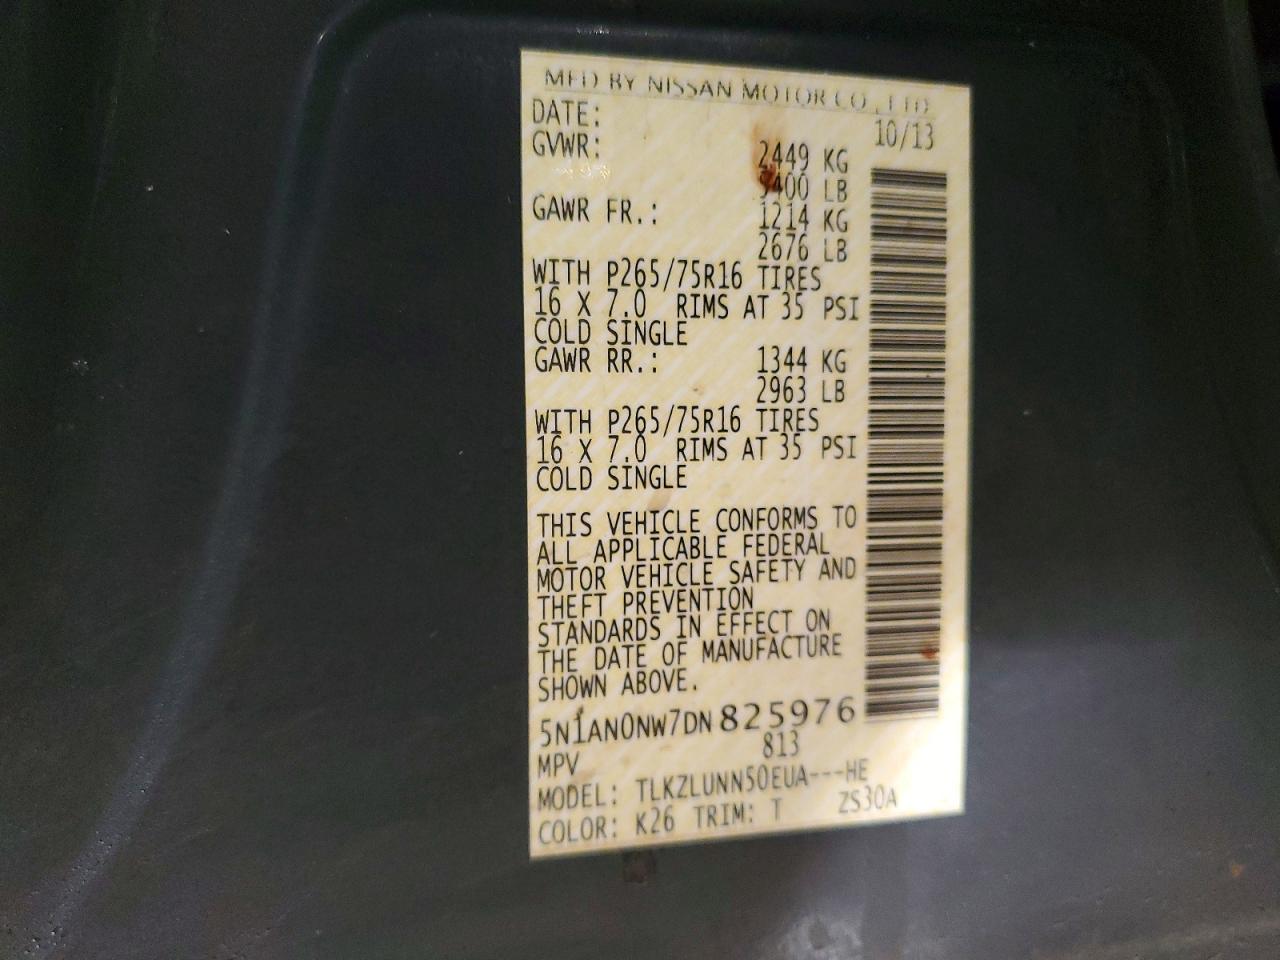 MFD BY NISSAN MOTOR CO., LTD.
DATE: 10/13
GVWR: 2449 KG
5400 LB
GAWR FR.: 1214 KG
2676 LB
WITH P265/75R16 TIRES
16 X 7.0 RIMS AT 35 PSI
COLD SINGLE
GAWR RR.: 1344 KG
2963 LB
WITH P265/75R16 TIRES
16 X 7.0 RIMS AT 35 PSI
COLD SINGLE
THIS VEHICLE CONFORMS TO
ALL APPLICABLE FEDERAL
MOTOR VEHICLE SAFETY AND
THEFT PREVENTION
STANDARDS IN EFFECT ON
THE DATE OF MANUFACTURE
SHOWN ABOVE.
5N1AN0NW7DN825976
MPV 813
MODEL: TLKZLUNN50EUA---HE
COLOR: K26 TRIM: T ZS30A